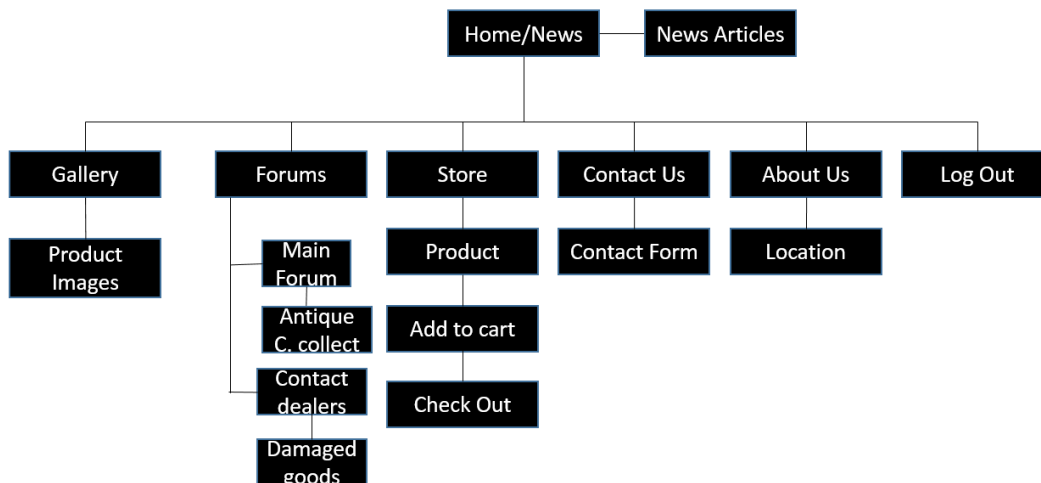 Home/News
News Articles
Gallery
Forums
Store
Contact Us
About Us
Log Out
Product
Images
Main
Forum
Antique
C. collect
Contact
dealers
Damaged
goods
Product
Add to cart
Check Out
Contact Form
Location